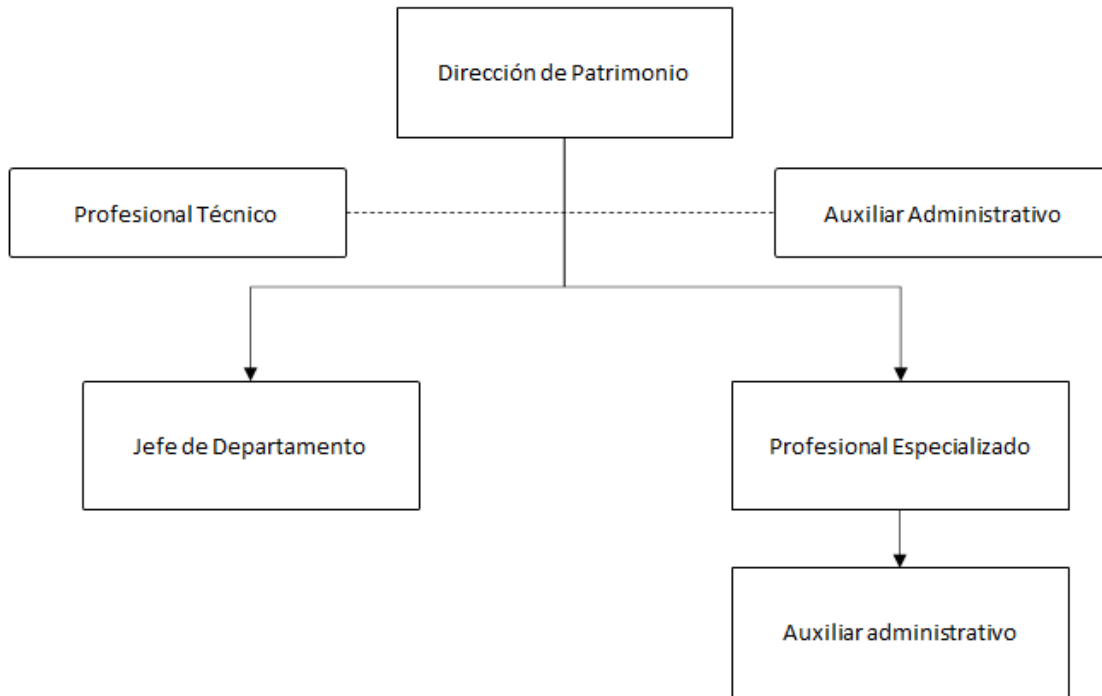 Dirección de Patrimonio
Profesional Técnico
Auxiliar Administrativo
Jefe de Departamento
Profesional Especializado
Auxiliar administrativo